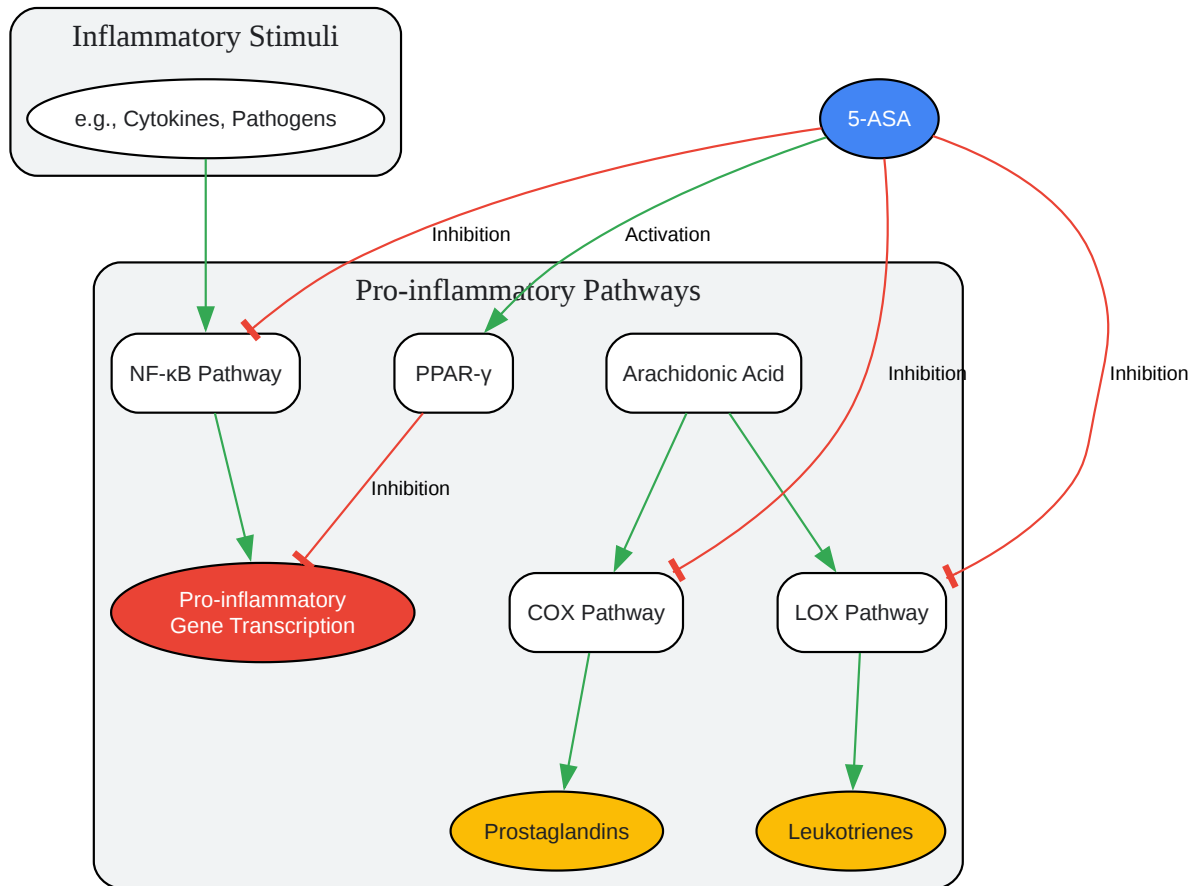 Inflammatory Stimuli
e.g., Cytokines, Pathogens
5-ASA
Inhibition
Activation
Pro-inflammatory Pathways
NF-κB Pathway
PPAR-γ
Arachidonic Acid
Inhibition
Inhibition
Inhibition
Pro-inflammatory
Gene Transcription
COX Pathway
LOX Pathway
Prostaglandins
Leukotrienes